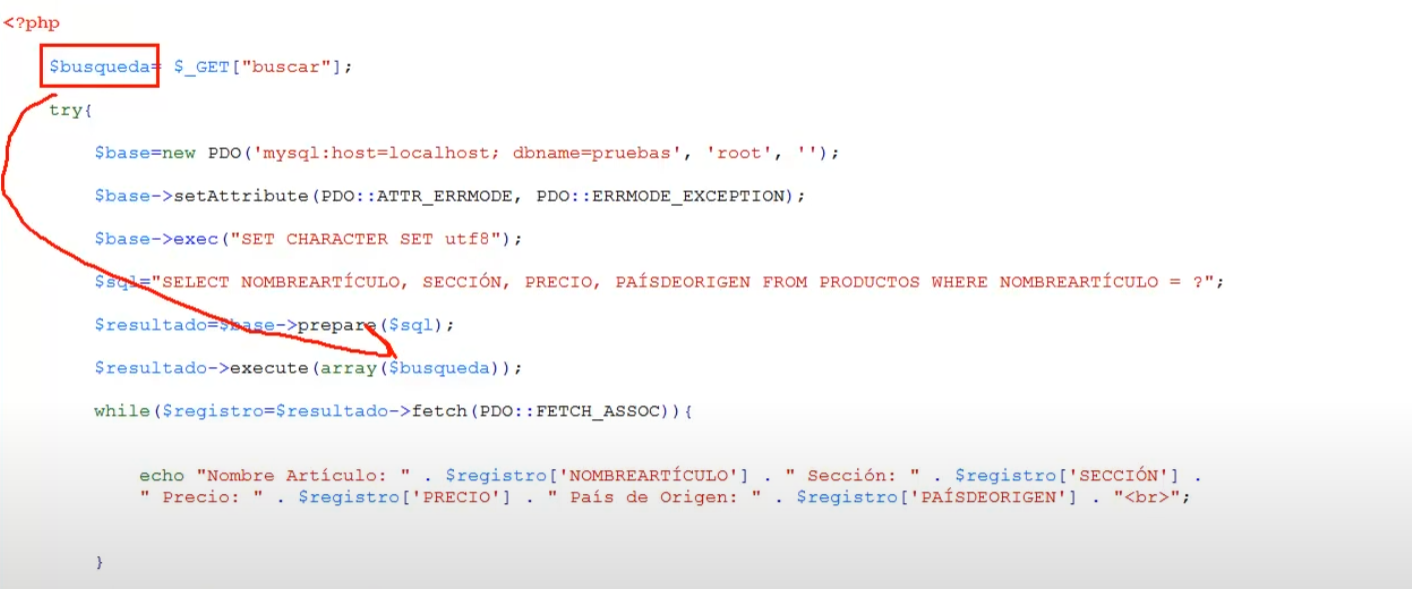 <?php
$busqueda= $_GET["buscar"];
try{
$base=new PDO('mysql:host=localhost; dbname=pruebas', 'root', '');
$base->setAttribute(PDO::ATTR_ERRMODE, PDO::ERRMODE_EXCEPTION);
$base->exec("SET CHARACTER SET utf8");
$sql="SELECT NOMBREARTÍCULO, SECCIÓN, PRECIO, PAÍSDEORIGEN FROM PRODUCTOS WHERE NOMBREARTÍCULO = ?";
$resultado=$base->prepare($sql);
$resultado->execute(array($busqueda));
while($registro=$resultado->fetch(PDO::FETCH_ASSOC)){
echo "Nombre Artículo: " . $registro['NOMBREARTÍCULO'] . " Sección: " . $registro['SECCIÓN'] .
" Precio: " . $registro['PRECIO'] . " País de Origen: " . $registro['PAÍSDEORIGEN'] . "<br>";
}